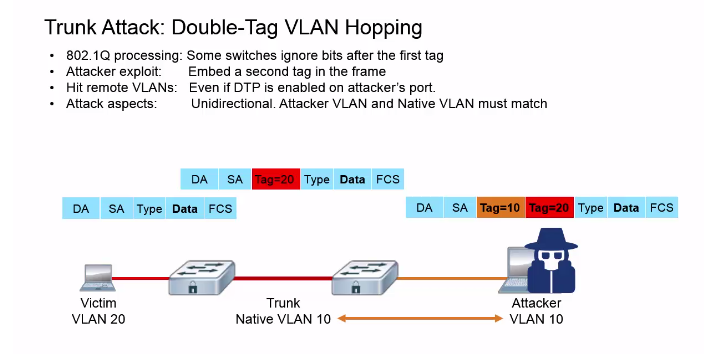 Trunk Attack: Double-Tag VLAN Hopping
• 802.1Q processing: Some switches ignore bits after the first tag
• Attacker exploit: Embed a second tag in the frame
• Hit remote VLANs: Even if DTP is enabled on attacker's port.
• Attack aspects: Unidirectional. Attacker VLAN and Native VLAN must match
DA SA Tag=20 Type Data FCS
DA SA Type Data FCS
DA SA Tag=10 Tag=20 Type Data FCS
Victim
VLAN 20
Trunk
Native VLAN 10
Attacker
VLAN 10